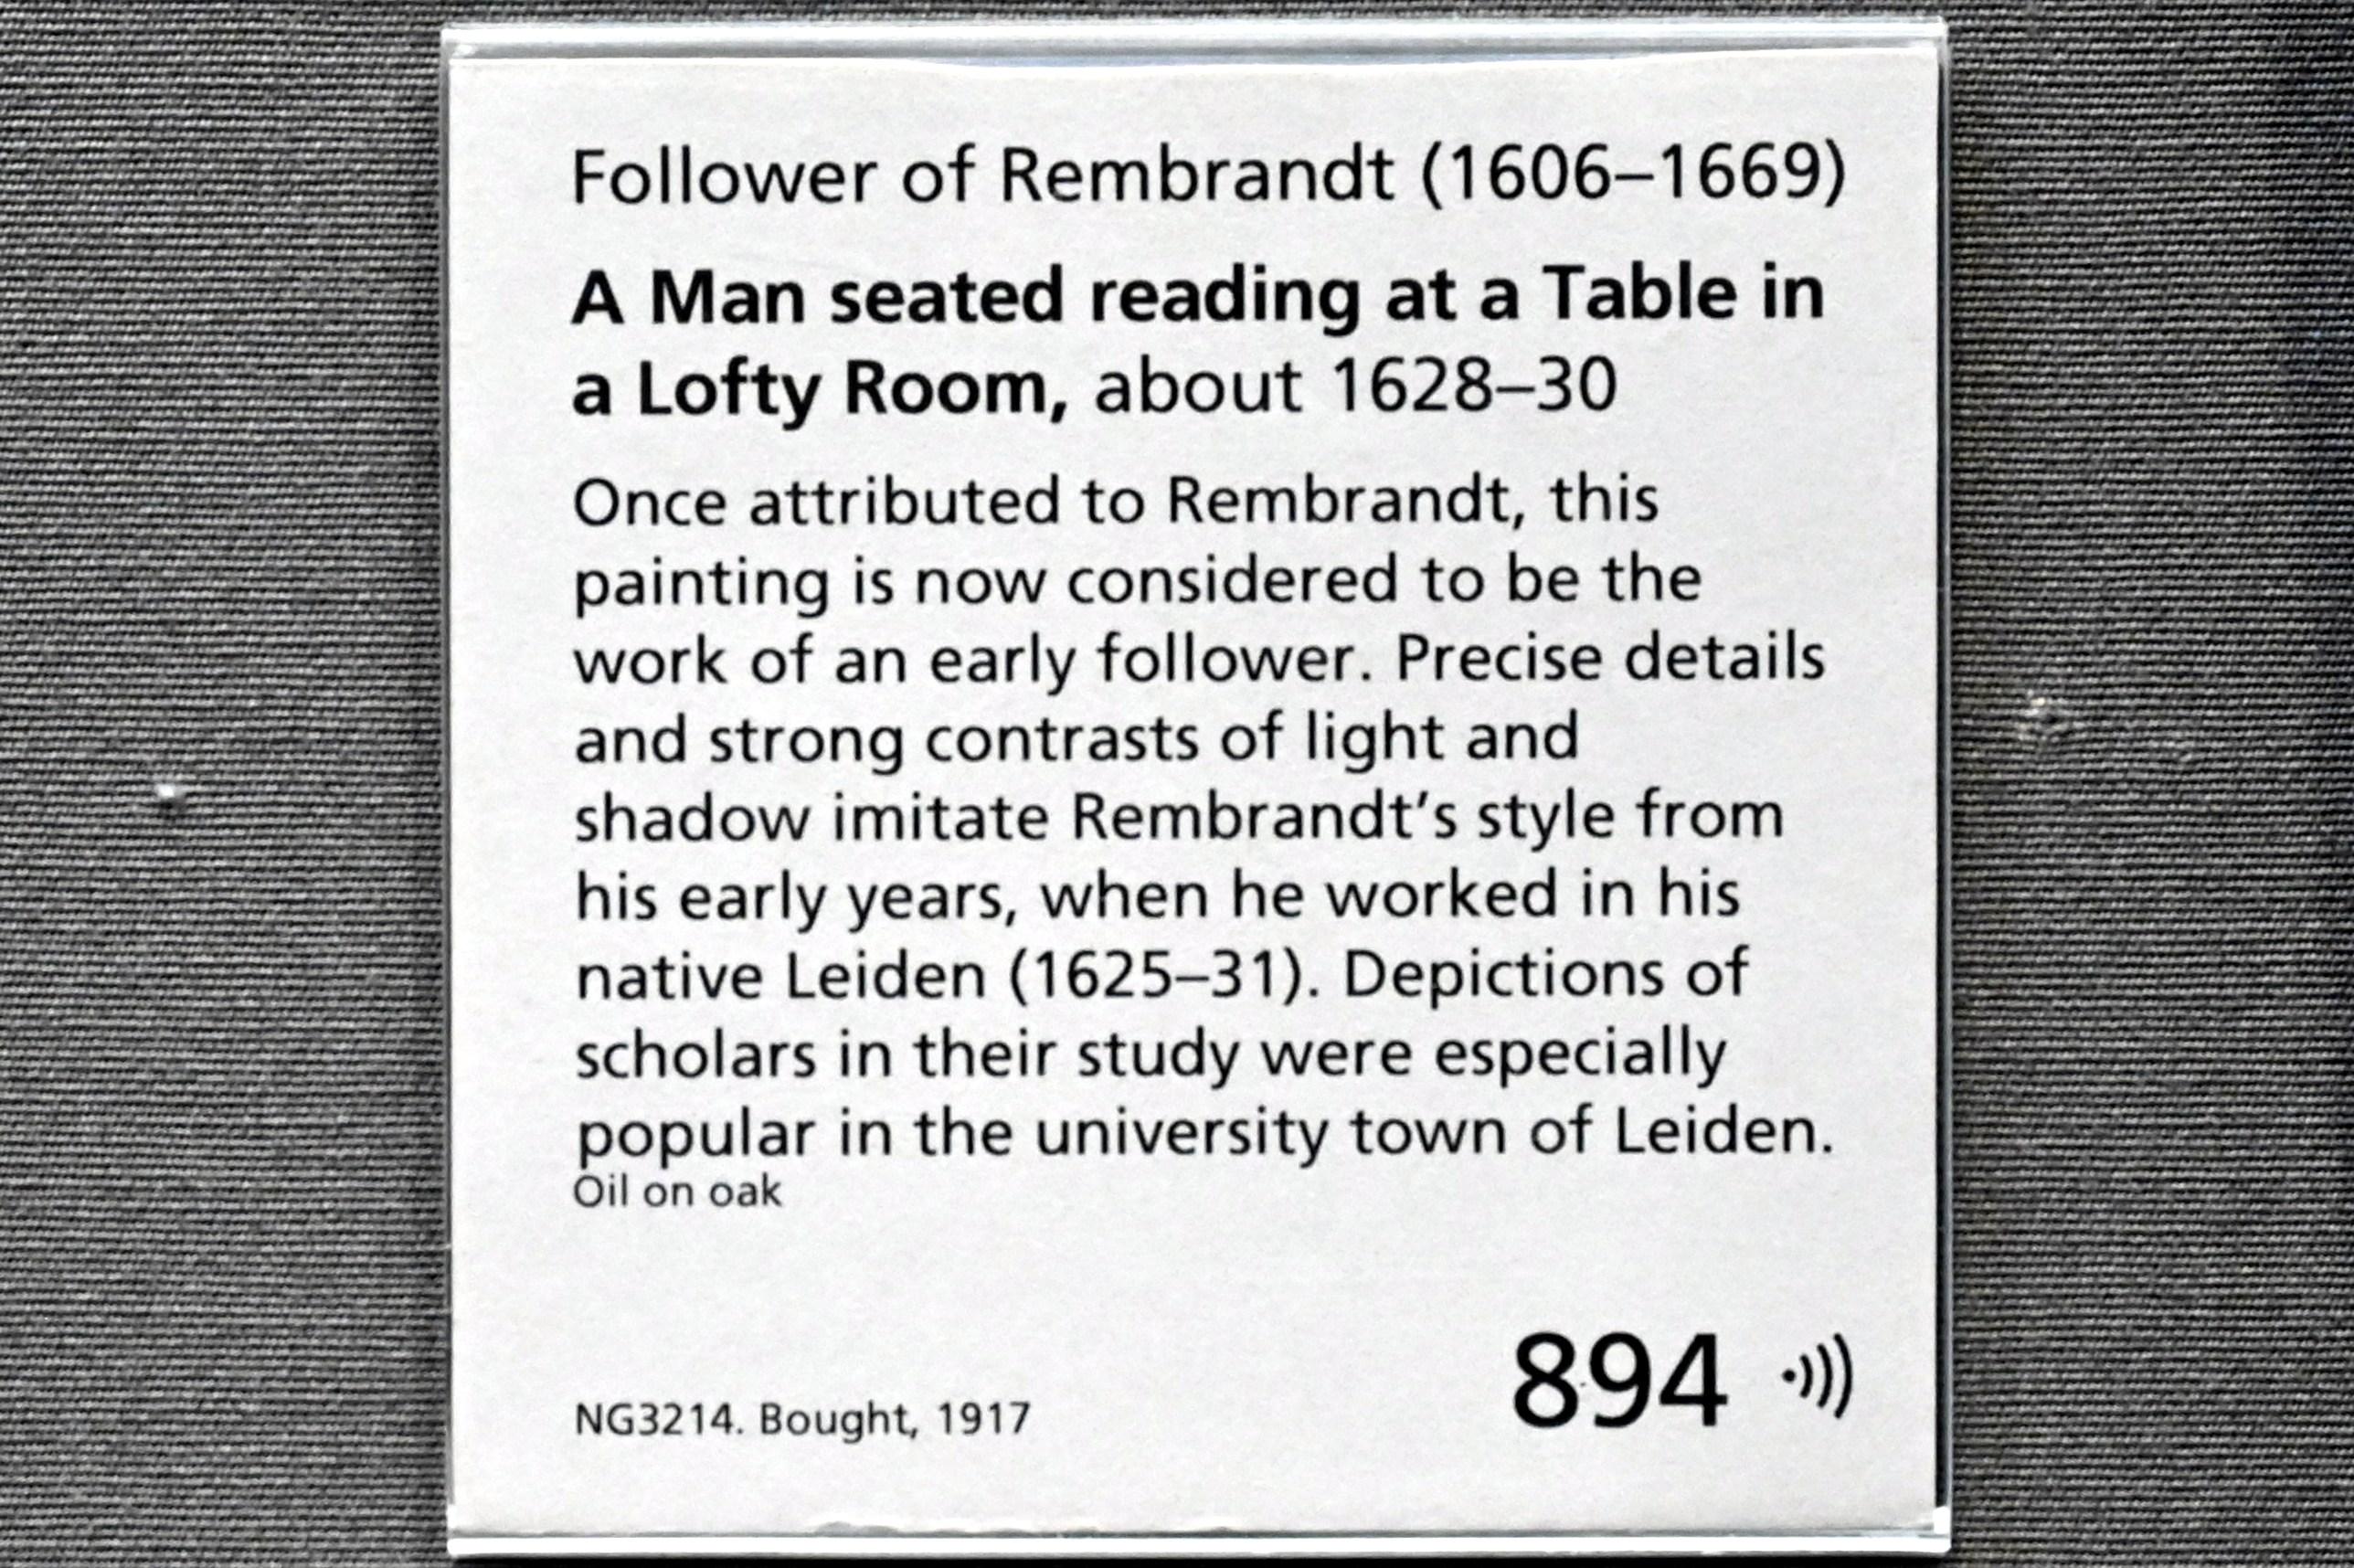 Follower of Rembrandt (1606–1669)
A Man seated reading at a Table in
a Lofty Room, about 1628–30
Once attributed to Rembrandt, this
painting is now considered to be the
work of an early follower. Precise details
and strong contrasts of light and
shadow imitate Rembrandt’s style from
his early years, when he worked in his
native Leiden (1625–31). Depictions of
scholars in their study were especially
popular in the university town of Leiden.
Oil on oak
894
NG3214. Bought, 1917